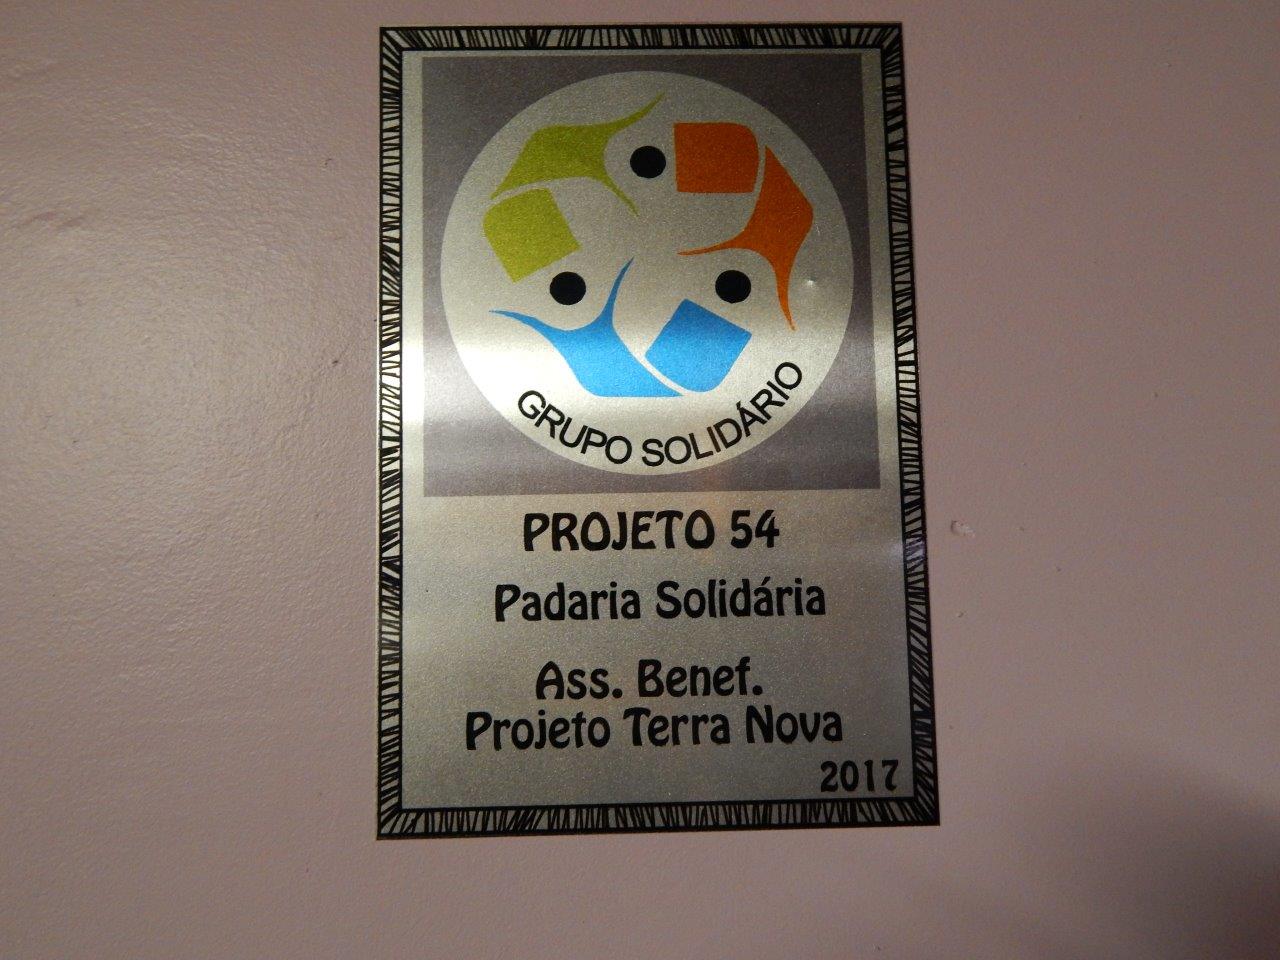 GRUPO SOLIDÁRIO
PROJETO 54
Padaria Solidária
Ass. Benef.
Projeto Terra Nova
2017